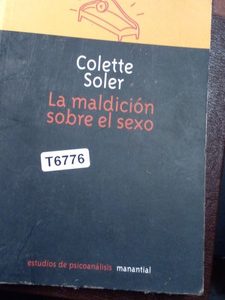 Colette
Soler
La maldición
sobre el sexo
T6776
estudios de psicoanálisis manantial